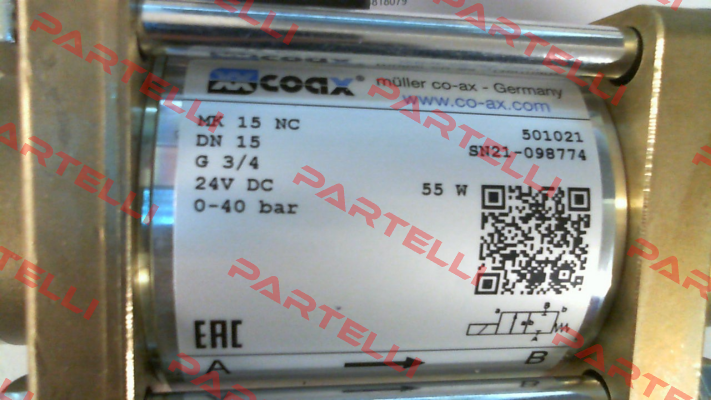 818079
coax
müller co-ax - Germany
www.co-ax.com
MK 15 NC
501021
DN 15
SN21-098774
G 3/4
24V DC
55 W
0-40 bar
EAC
A
B
PARTELLI